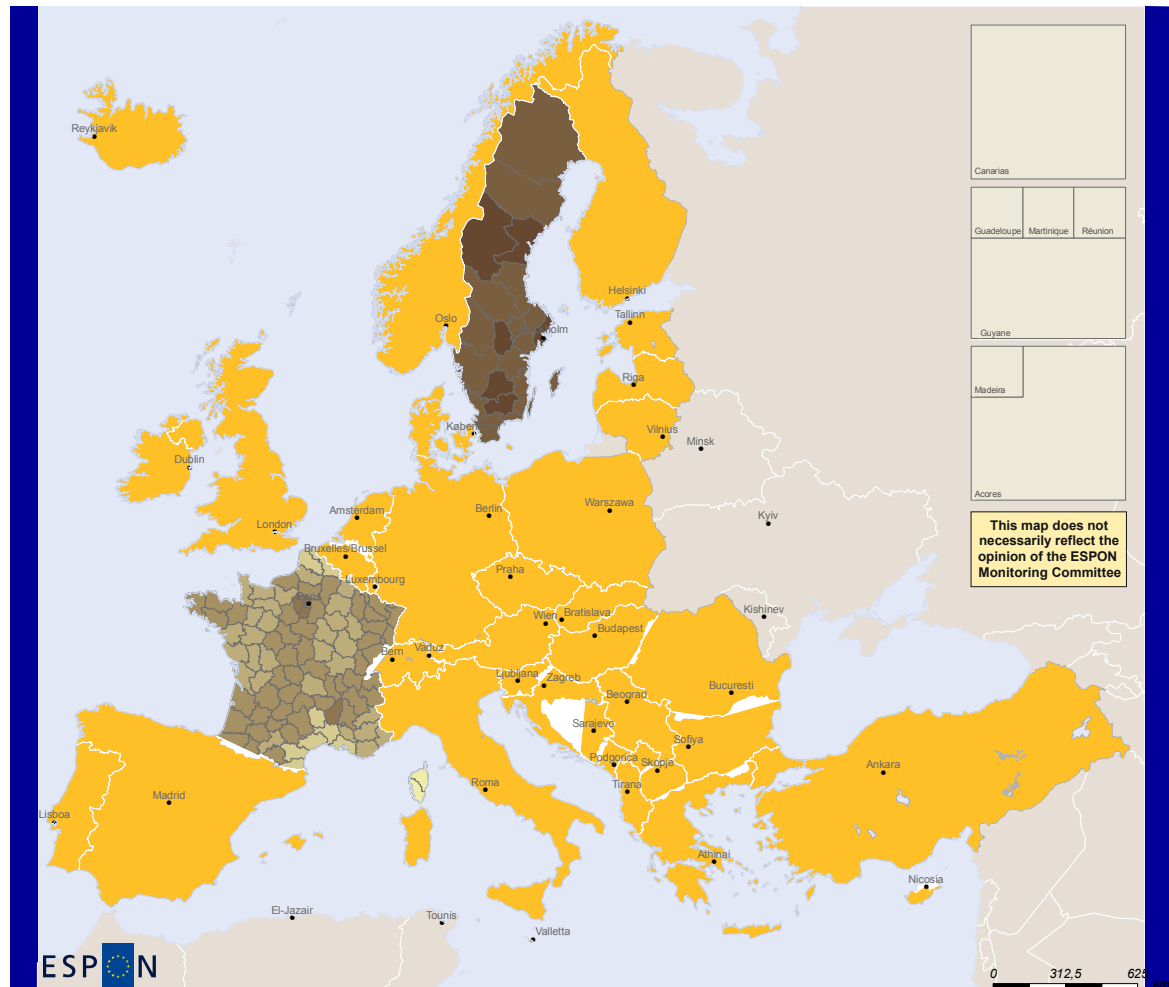 Reykjavik
Canarias
Guadeloupe Martinique Réunion
Helsinki
Oslo
Tallinn
holm
Guyane
Riga
Madeira
Københ
Vilnius
Minsk
Dublin
Acores
Amsterdam
Berlin
Warszawa
London
Kyiv
This map does not
necessarily reflect the
opinion of the ESPON
Monitoring Committee
Bruxelles/Brussel
Luxembourg
Praha
Paris
Kishinev
Wien
Bratislava
Budapest
Bern
Vaduz
Ljubljana
Zagreb
Beograd
Bucuresti
Sarajevo
Sofiya
Podgorica
Skopje
Ankara
Madrid
Roma
Tirana
Lisboa
Athinai
Nicosia
El-Jazair
Tounis
Valletta
ESPON
0 312,5 625